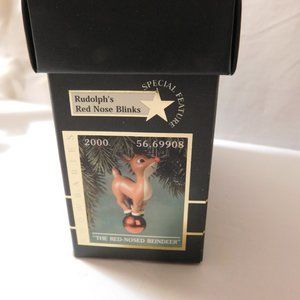 Rudolph's
Red Nose Blinks
SPECIAL FEATURE
2000 56.69908
"THE RED-NOSED REINDEER"